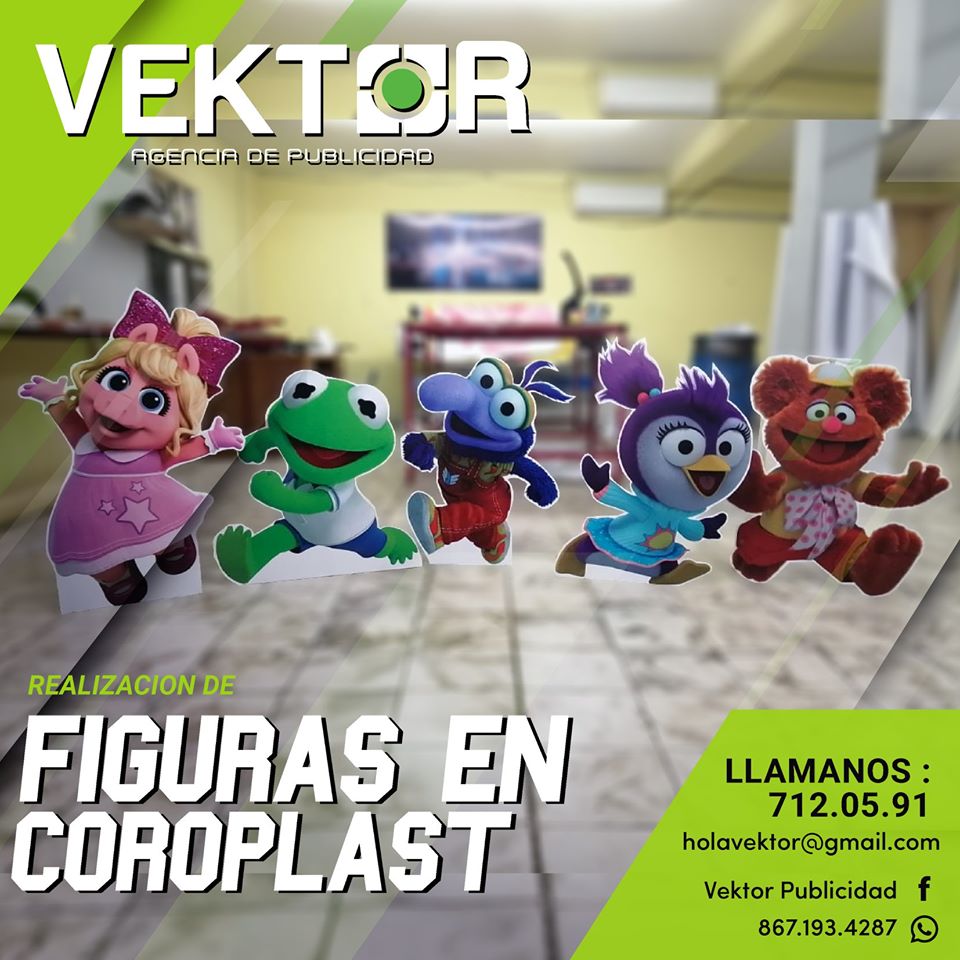 VEKTOR
AGENCIA DE PUBLICIDAD
REALIZACION DE
FIGURAS EN
COROPLAST
LLAMANOS :
712.05.91
holavektor@gmail.com
Vektor Publicidad
867.193.4287